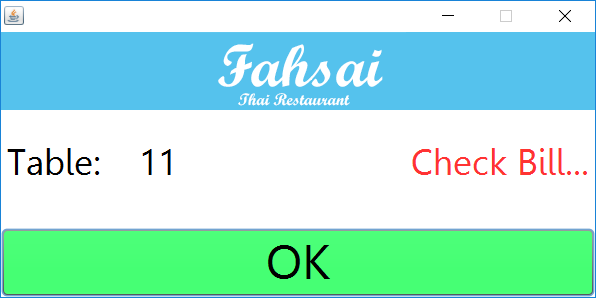 Fahsai
Thai Restaurant
Table: 11 Check Bill...
OK